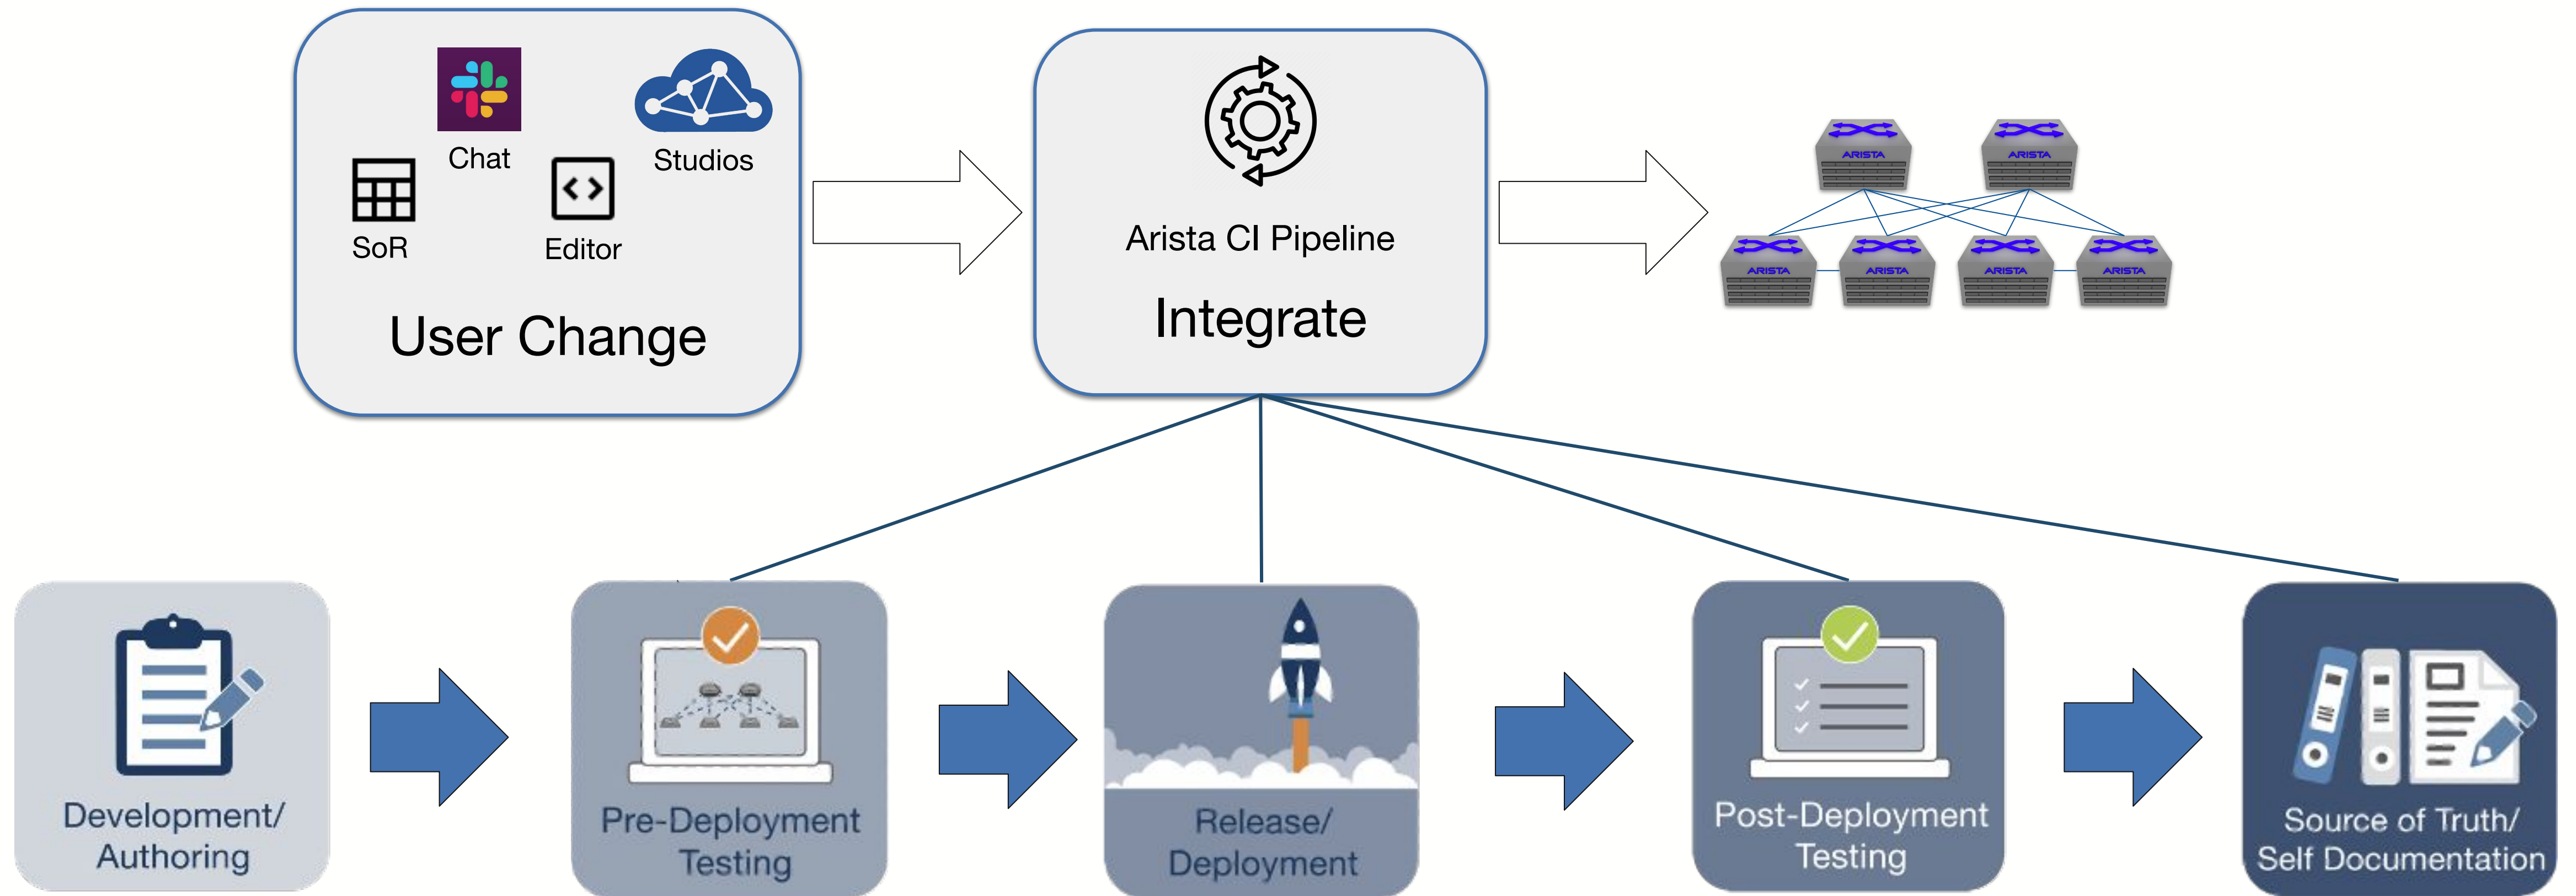 Chat
Studios
SoR
Editor
User Change
Arista CI Pipeline
Integrate
ARISTA
ARISTA
ARISTA
ARISTA
ARISTA
ARISTA
Development/
Authoring
Pre-Deployment
Testing
Release/
Deployment
Post-Deployment
Testing
Source of Truth/
Self Documentation